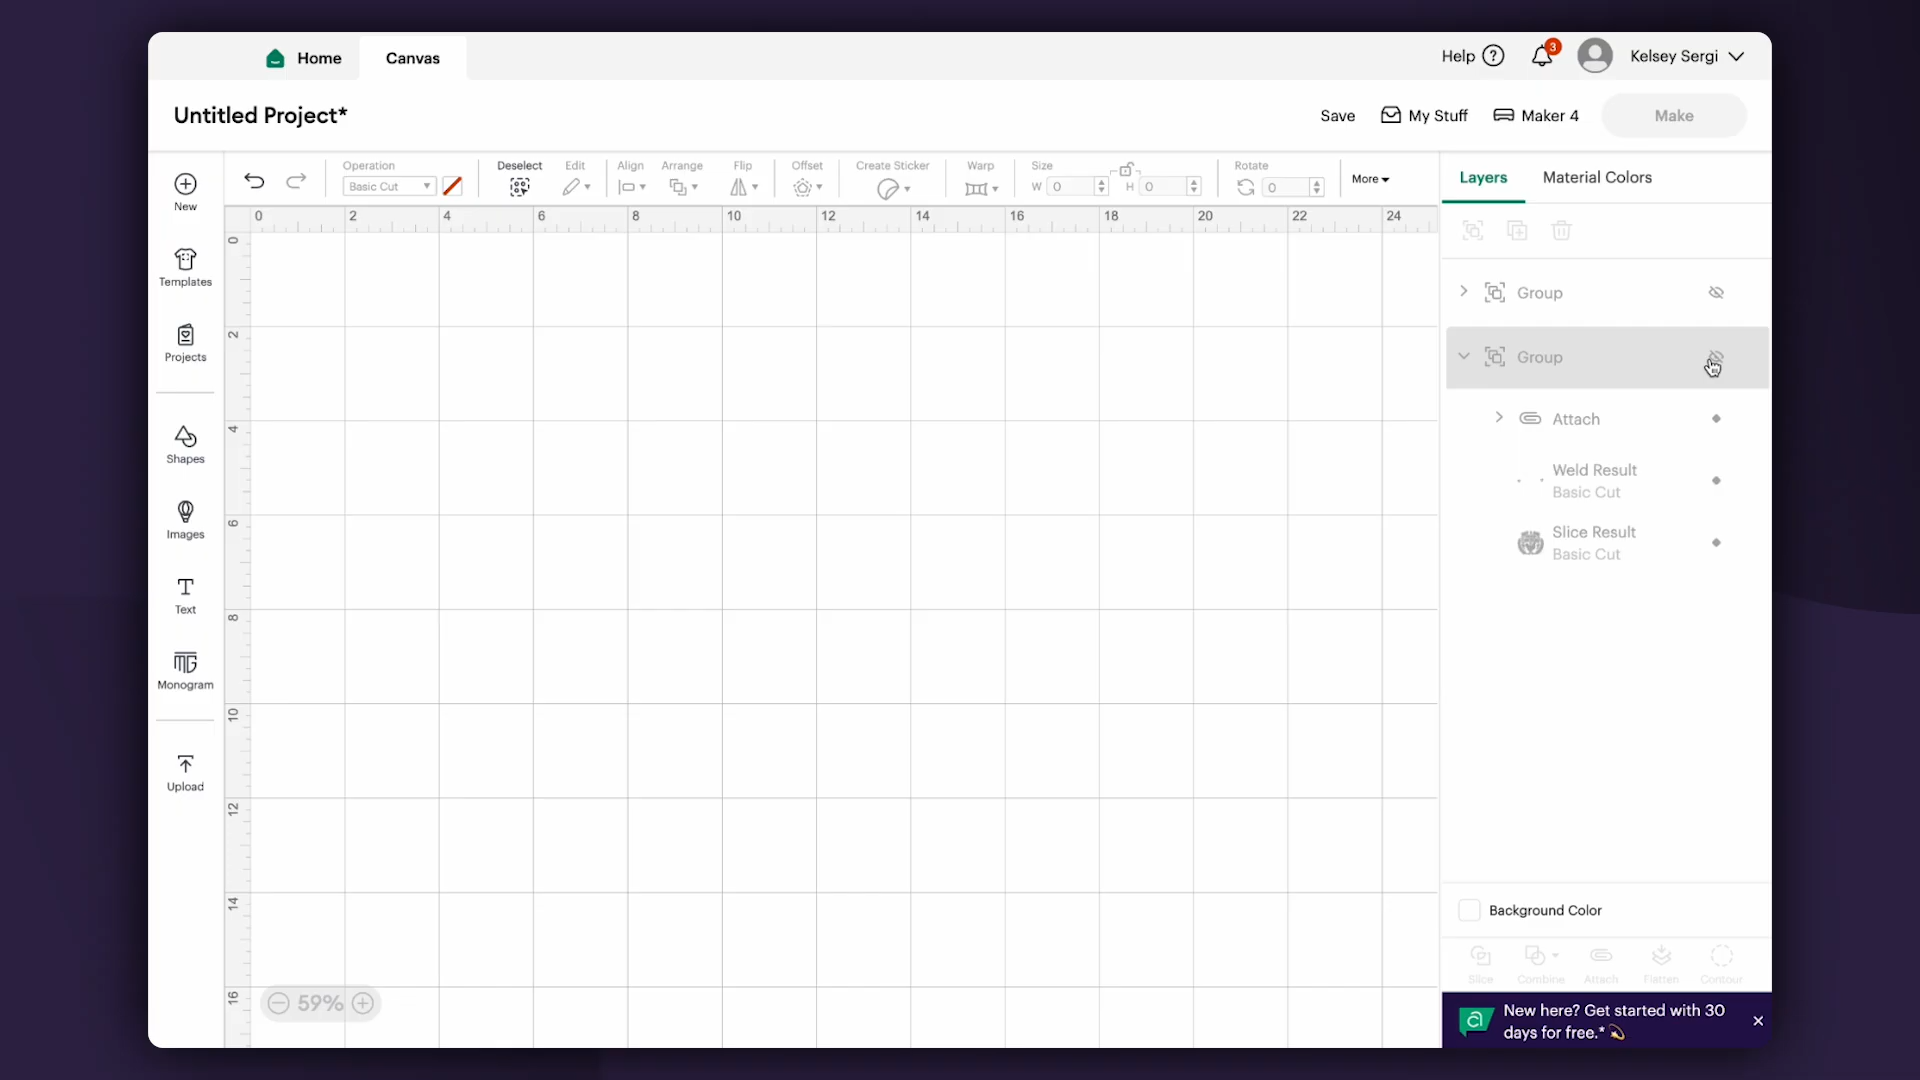 Home
Canvas
Help
3
Kelsey Sergi
Untitled Project*
Save
My Stuff
Maker 4
Make
New
Templates
Projects
Shapes
Images
Text
Monogram
Upload
Operation
Basic Cut
Deselect
Edit
Align
Arrange
Flip
Offset
Create Sticker
Warp
Size
W 0
H 0
Rotate
0
More
0 2 4 6 8 10 12 14 16 18 20 22 24
0
2
4
6
8
10
12
14
16
59%
Layers
Material Colors
Group
Group
Attach
Weld Result
Basic Cut
Slice Result
Basic Cut
Background Color
Slice
Combine
Attach
Flatten
Contour
New here? Get started with 30
days for free.*